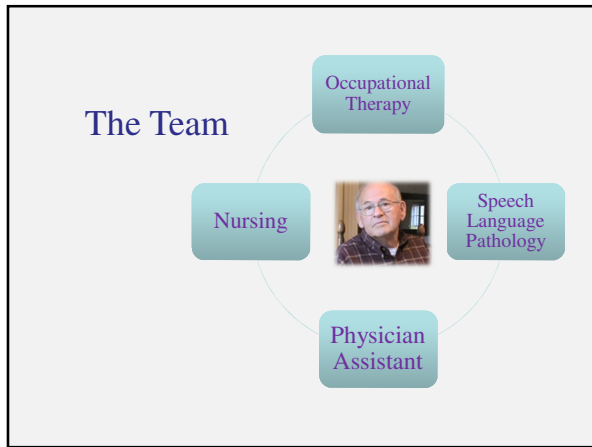 The Team
Occupational
Therapy
Nursing
Speech
Language
Pathology
Physician
Assistant